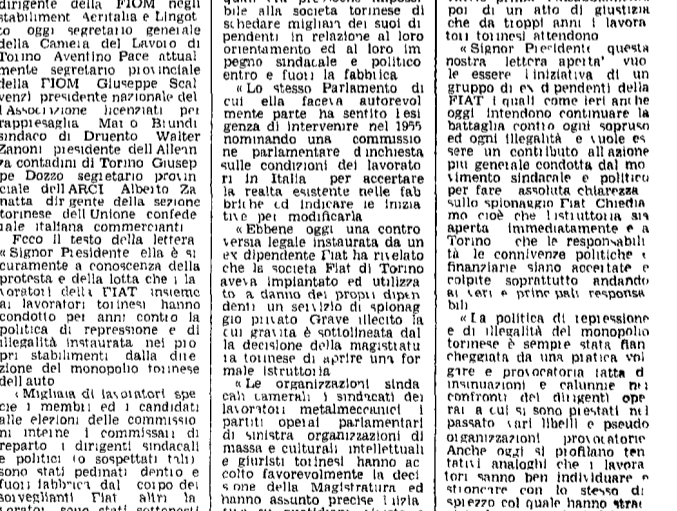 dirigente della FIOM negli
stabiliment Aeritalia e Lingot
to oggi segretario generale
della Camera del Lavoro di
Torino Aventino Pace attual
mente segretario provinciale
della FIOM Giuseppe Scal
venzi presidente nazionale del
l Associazione licenziati per
rappresaglia Mario Brundi
sindaco di Druento Walter
Zanoni presidente dell Allean
za contadini di Torino Giusep
pe Dozzo segretario provin
ciale dell ARCI Alberto Za
natta dirigente della sezione
torinese dell Unione confede
rale italiana commercianti
Ecco il testo della lettera
« Signor Presidente ella è si
curamente a conoscenza della
protesta e della lotta che i la
voratori della FIAT insieme
ai lavoratori torinesi hanno
condotto per anni contro la
politica di repressione e di
illegalità instaurata nei pro
pri stabilimenti dalla dire
zione del monopolio torinese
dell auto
« Migliaia di lavoratori spe
cie i membri ed i candidati
alle elezioni delle commissio
ni interne i commissari di
reparto i dirigenti sindacali
e politici (o sospettati tali)
sono stati pedinati dentro e
fuori fabbrica dal corpo dei
sorveglianti Fiat altri la
vorator sono stati sottoposti
bile alla società torinese di
schedare migliaia dei suoi di
pendenti in relazione al loro
orientamento ed al loro im
pegno sindacale e politico
entro e fuori la fabbrica
« Lo stesso Parlamento di
cui ella faceva autorevol
mente parte ha sentito l esi
genza di intervenire nel 1955
nominando una commissio
ne parlamentare d inchiesta
sulle condizioni dei lavorato
ri in Italia per accertare
la realta esistente nelle fab
briche ed indicare le inizia
tive per modificarla
« Ebbene oggi una contro
versia legale instaurata da un
ex dipendente Fiat ha rivelato
che la societa Fiat di Torino
aveva impiantato ed utilizza
to a danno dei propri dipen
denti un servizio di spionag
gio privato Grave illecito la
cui gravità è sottolineata dal
la decisione della magistratu
ra torinese di aprire una for
male istruttoria
« Le organizzazioni sinda
cali camerali i sindacati dei
lavoratori metalmeccanici i
partiti operai parlamentari
di sinistra organizzazioni di
massa e culturali intellettuali
e giuristi torinesi hanno ac
colto favorevolmente la deci
sione della Magistratura ed
hanno assunto precise inizia
poi di un atto di giustizia
che da troppi anni i lavora
tori torinesi attendono
« Signor Presidente questa
nostra lettera aperta vuo
le essere l iniziativa di un
gruppo di ex dipendenti della
FIAT i quali come ieri anche
oggi intendono continuare la
battaglia contro ogni sopruso
ed ogni illegalità e vuole es
sere un contributo all azione
piu generale condotta dal mo
vimento sindacale e politico
per fare assoluta chiarezza
sullo spionaggio Fiat Chiedia
mo cioè che l istruttoria sia
aperta immediatamente a
Torino che le responsabili
tà le connivenze politiche e
finanziarie siano accertate e
colpite soprattutto andando
ai veri e principali responsa
bili
« La politica di repressione
e di illegalità del monopolio
torinese è sempre stata fian
cheggiata da una pratica vol
gare e provocatoria fatta di
insinuazioni e calunnie nei
confronti dei dirigenti ope
rai a cui si sono prestati nel
passato vari libelli e pseudo
organizzazioni provocatorie
Anche oggi si profilano ten
tativi analoghi che i lavora
tori sanno ben individuare e
stroncare con lo stesso di
sprezzo col quale hanno strac